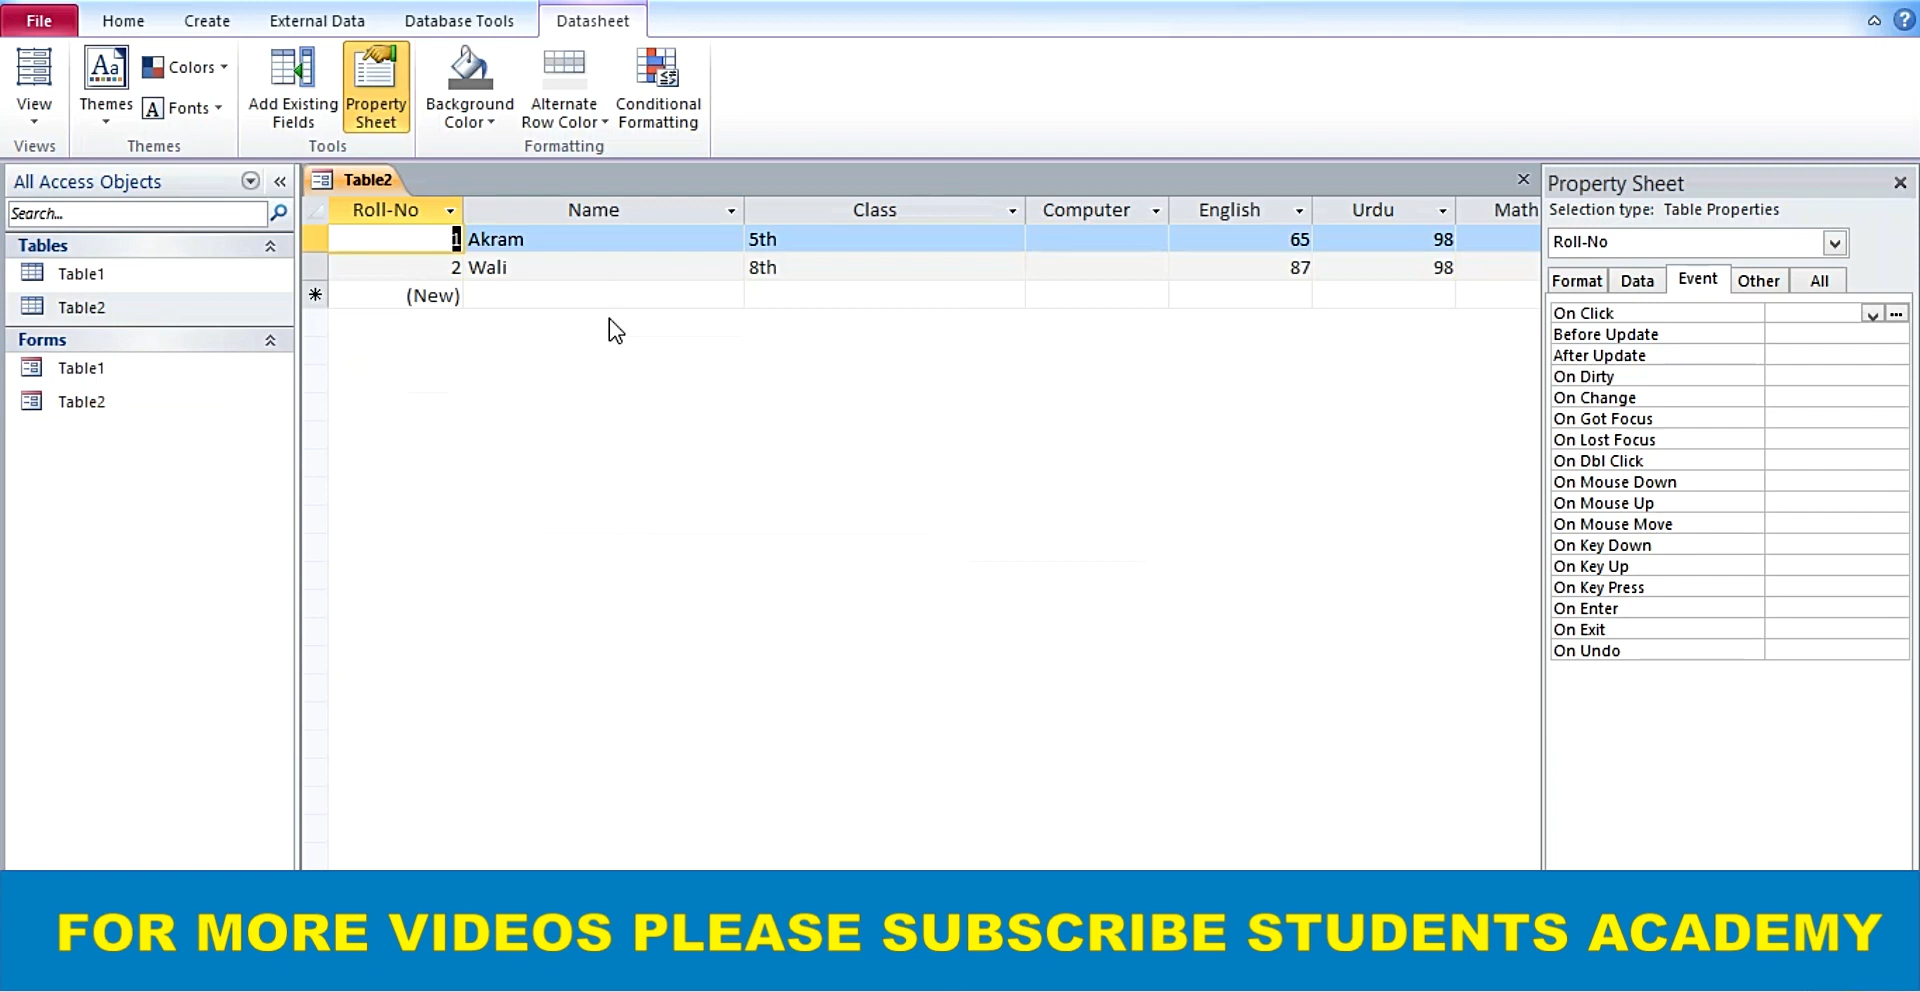 File Home Create External Data Database Tools Datasheet
View
Themes
Aa
Colors
A Fonts
Add Existing Fields
Property Sheet
Background Color
Alternate Row Color
Conditional Formatting
Views Themes Tools Formatting
All Access Objects
Search...
Tables
Table1
Table2
Forms
Table1
Table2
Table2
Roll-No Name Class Computer English Urdu Math
1 Akram 5th 65 98
2 Wali 8th 87 98
(New)
Property Sheet
Selection type: Table Properties
Roll-No
Format Data Event Other All
On Click
Before Update
After Update
On Dirty
On Change
On Got Focus
On Lost Focus
On Dbl Click
On Mouse Down
On Mouse Up
On Mouse Move
On Key Down
On Key Up
On Key Press
On Enter
On Exit
On Undo
FOR MORE VIDEOS PLEASE SUBSCRIBE STUDENTS ACADEMY